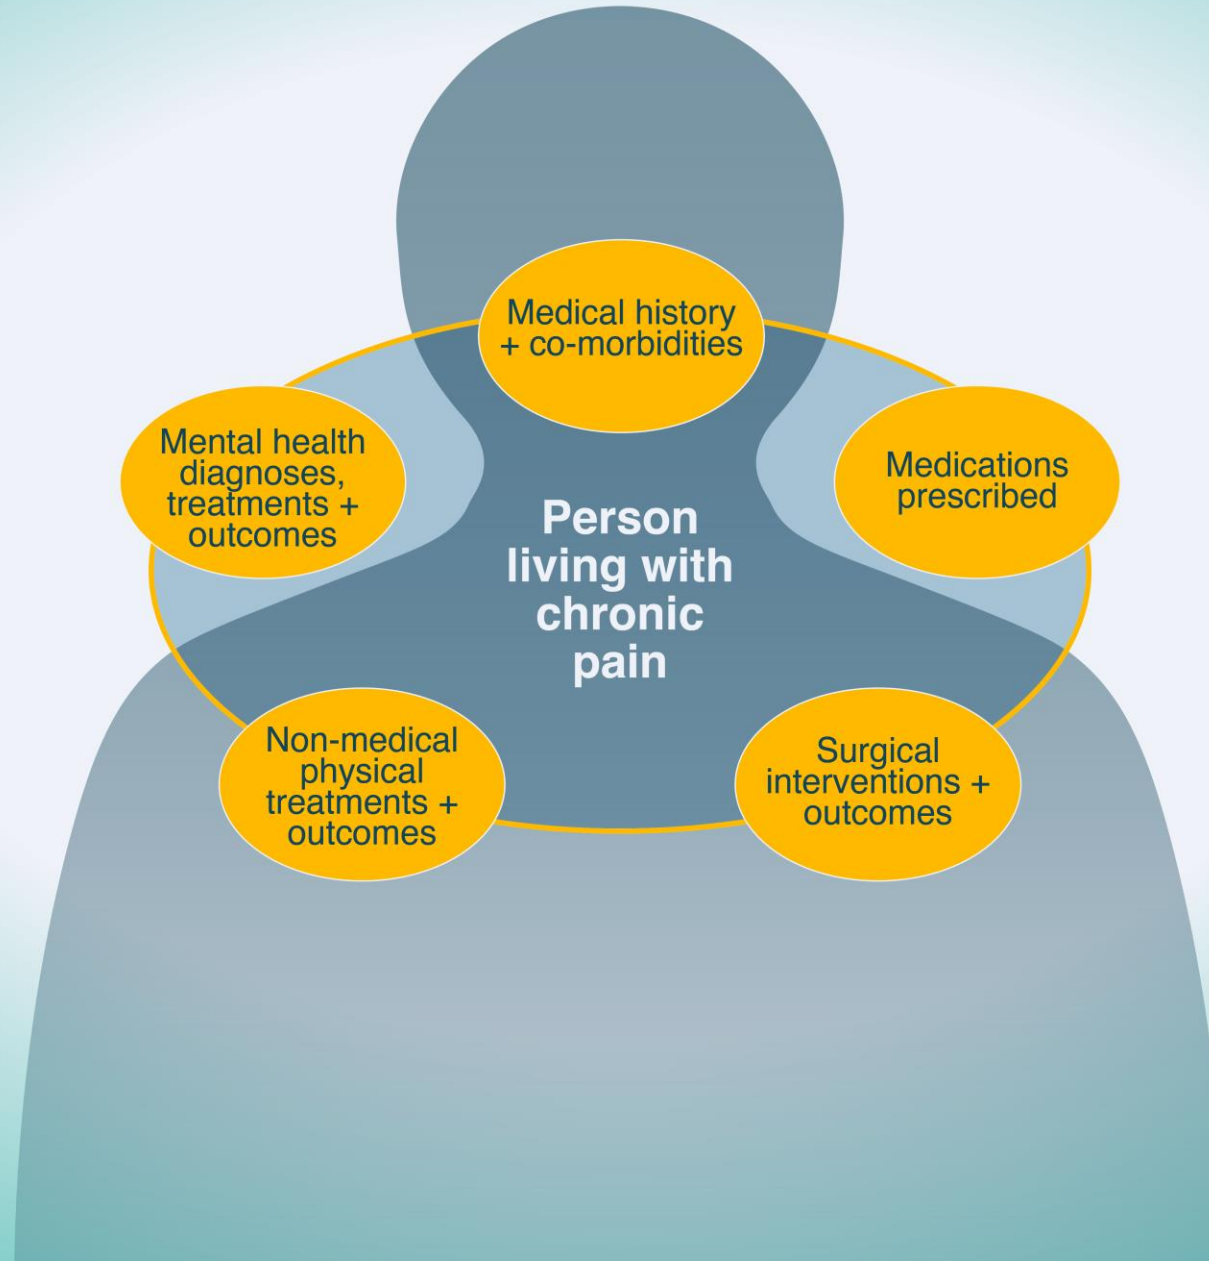 Medical history
+ co-morbidities
Mental health
diagnoses,
treatments +
outcomes
Medications
prescribed
Person
living with
chronic
pain
Non-medical
physical
treatments +
outcomes
Surgical
interventions +
outcomes